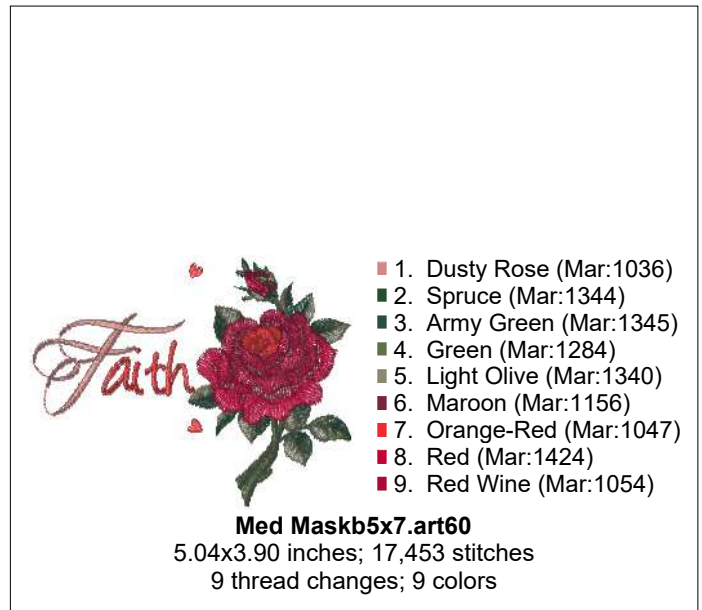 Faith
1. Dusty Rose (Mar:1036)
2. Spruce (Mar:1344)
3. Army Green (Mar:1345)
4. Green (Mar:1284)
5. Light Olive (Mar:1340)
6. Maroon (Mar:1156)
7. Orange-Red (Mar:1047)
8. Red (Mar:1424)
9. Red Wine (Mar:1054)
Med Maskb5x7.art60
5.04x3.90 inches; 17,453 stitches
9 thread changes; 9 colors